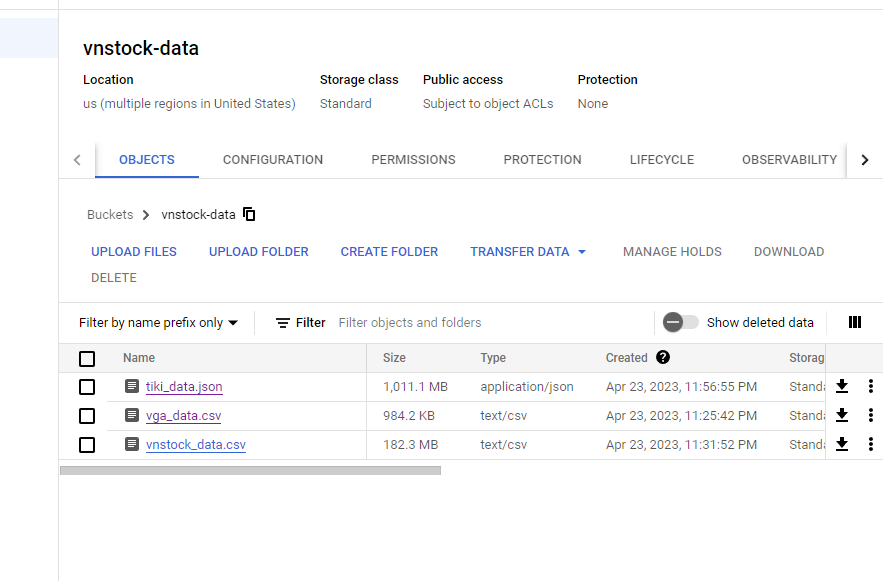 vnstock-data
Location Storage class Public access Protection
us (multiple regions in United States) Standard Subject to object ACLs None
OBJECTS CONFIGURATION PERMISSIONS PROTECTION LIFECYCLE OBSERVABILITY
Buckets vnstock-data
UPLOAD FILES UPLOAD FOLDER CREATE FOLDER TRANSFER DATA MANAGE HOLDS DOWNLOAD
DELETE
Filter by name prefix only Filter Filter objects and folders Show deleted data
Name Size Type Created Storag
tiki_data.json 1,011.1 MB application/json Apr 23, 2023, 11:56:55 PM Standa
vga_data.csv 984.2 KB text/csv Apr 23, 2023, 11:25:42 PM Standa
vnstock_data.csv 182.3 MB text/csv Apr 23, 2023, 11:31:52 PM Standa